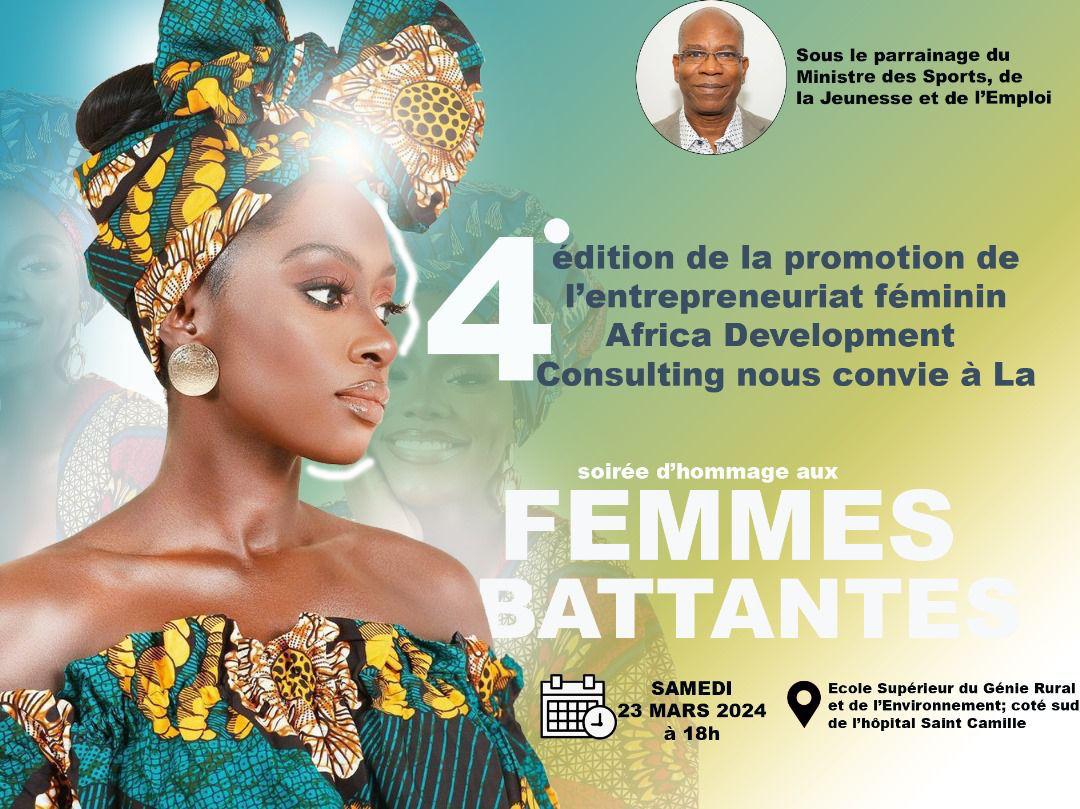 Sous le parrainage du
Ministre des Sports, de
la Jeunesse et de l'Emploi
4°
édition de la promotion de
l'entrepreneuriat féminin
Africa Development
Consulting nous convie à La
soirée d'hommage aux
FEMMES
BATTANTES
SAMEDI
23 MARS 2024
à 18h
Ecole Supérieur du Génie Rural
et de l'Environnement; coté sud
de l'hôpital Saint Camille